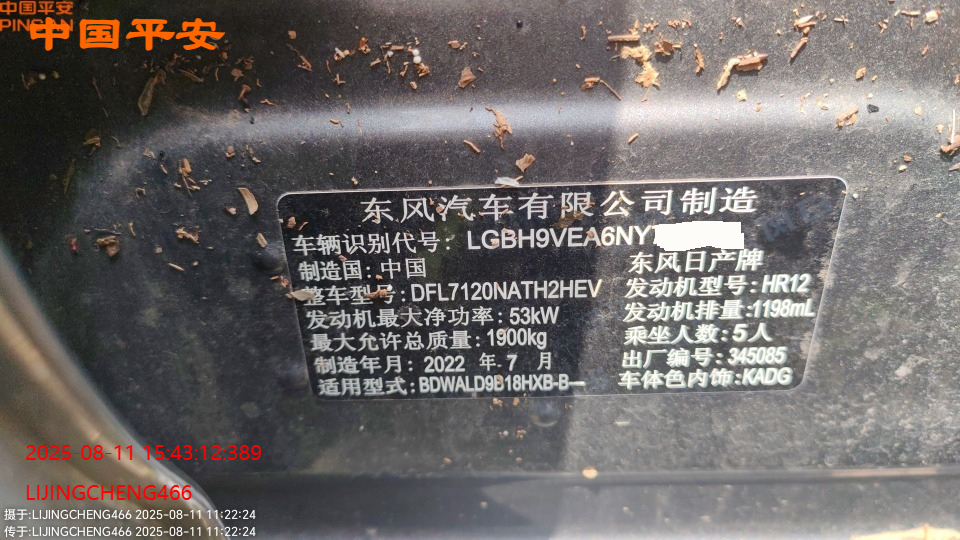 中国平安
PINGAN
中国平安
东风汽车有限公司制造
车辆识别代号: LGBH9VEA6NY
制造国: 中国 东风日产牌
整车型号: DFL7120NATH2HEV 发动机型号: HR12
发动机最大净功率: 53kW 发动机排量: 1198mL
最大允许总质量: 1900kg 乘坐人数: 5人
制造年月: 2022 年 7 月 出厂编号: 345085
适用型式: BDWALD9B18HXB-B— 车体色内饰: KADG
2025-08-11 15:43:12:389
LIJINGCHENG466
摄于:LIJINGCHENG466 2025-08-11 11:22:24
传于:LIJINGCHENG466 2025-08-11 11:22:24